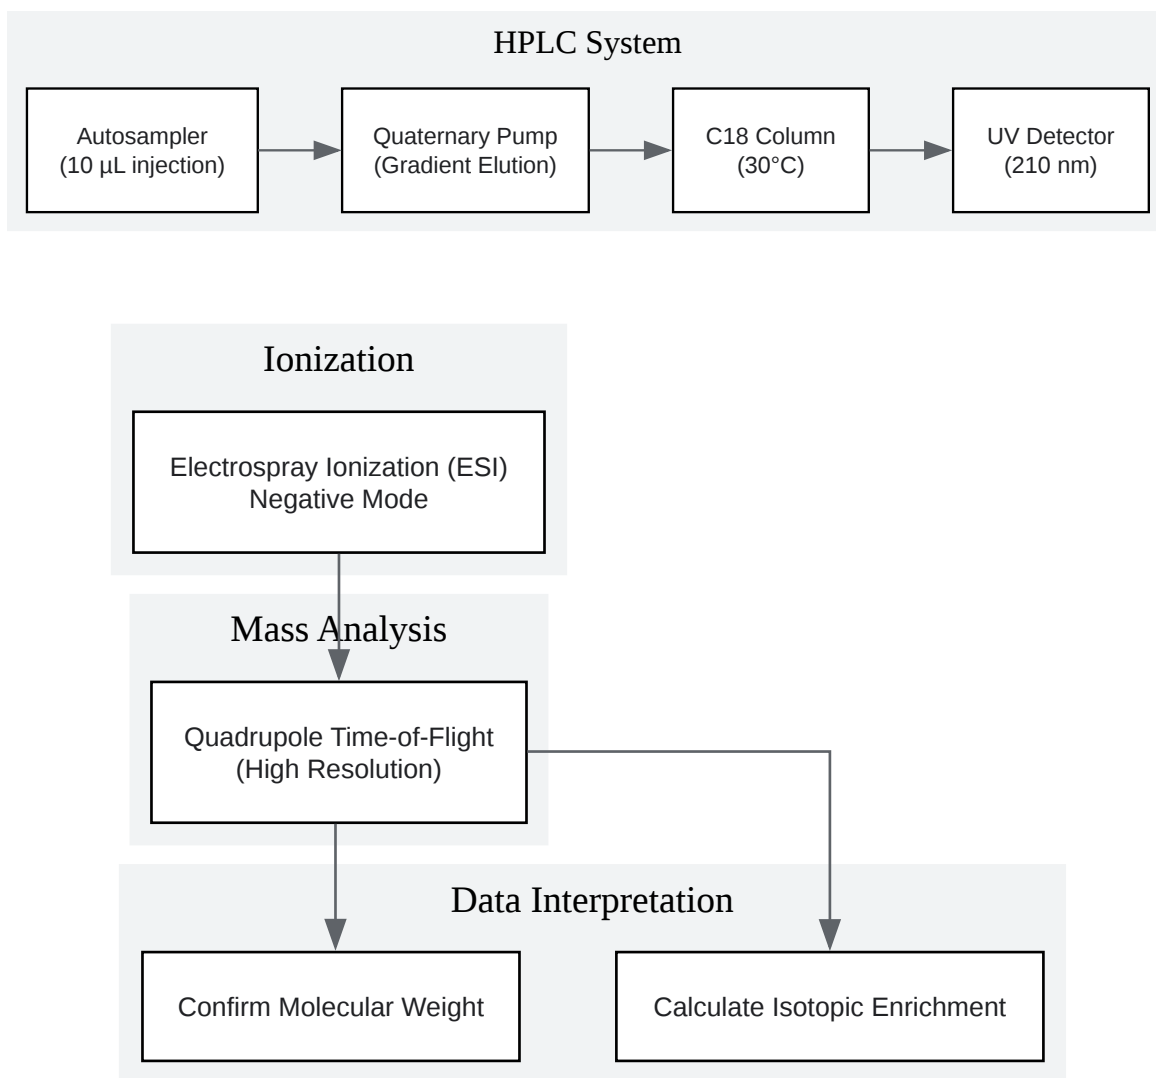 HPLC System
Autosampler
(10 µL injection)
Quaternary Pump
(Gradient Elution)
C18 Column
(30°C)
UV Detector
(210 nm)
Ionization
Electrospray Ionization (ESI)
Negative Mode
Mass Analysis
Quadrupole Time-of-Flight
(High Resolution)
Data Interpretation
Confirm Molecular Weight
Calculate Isotopic Enrichment